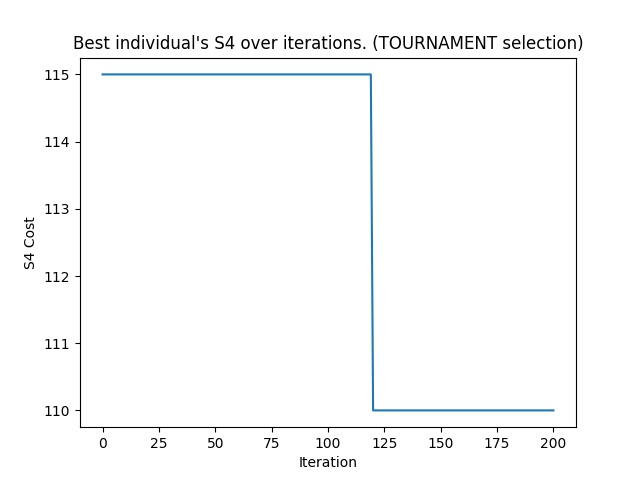 Best individual's S4 over iterations. (TOURNAMENT selection)
115
114
113
112
111
110
S4 Cost
0 25 50 75 100 125 150 175 200
Iteration